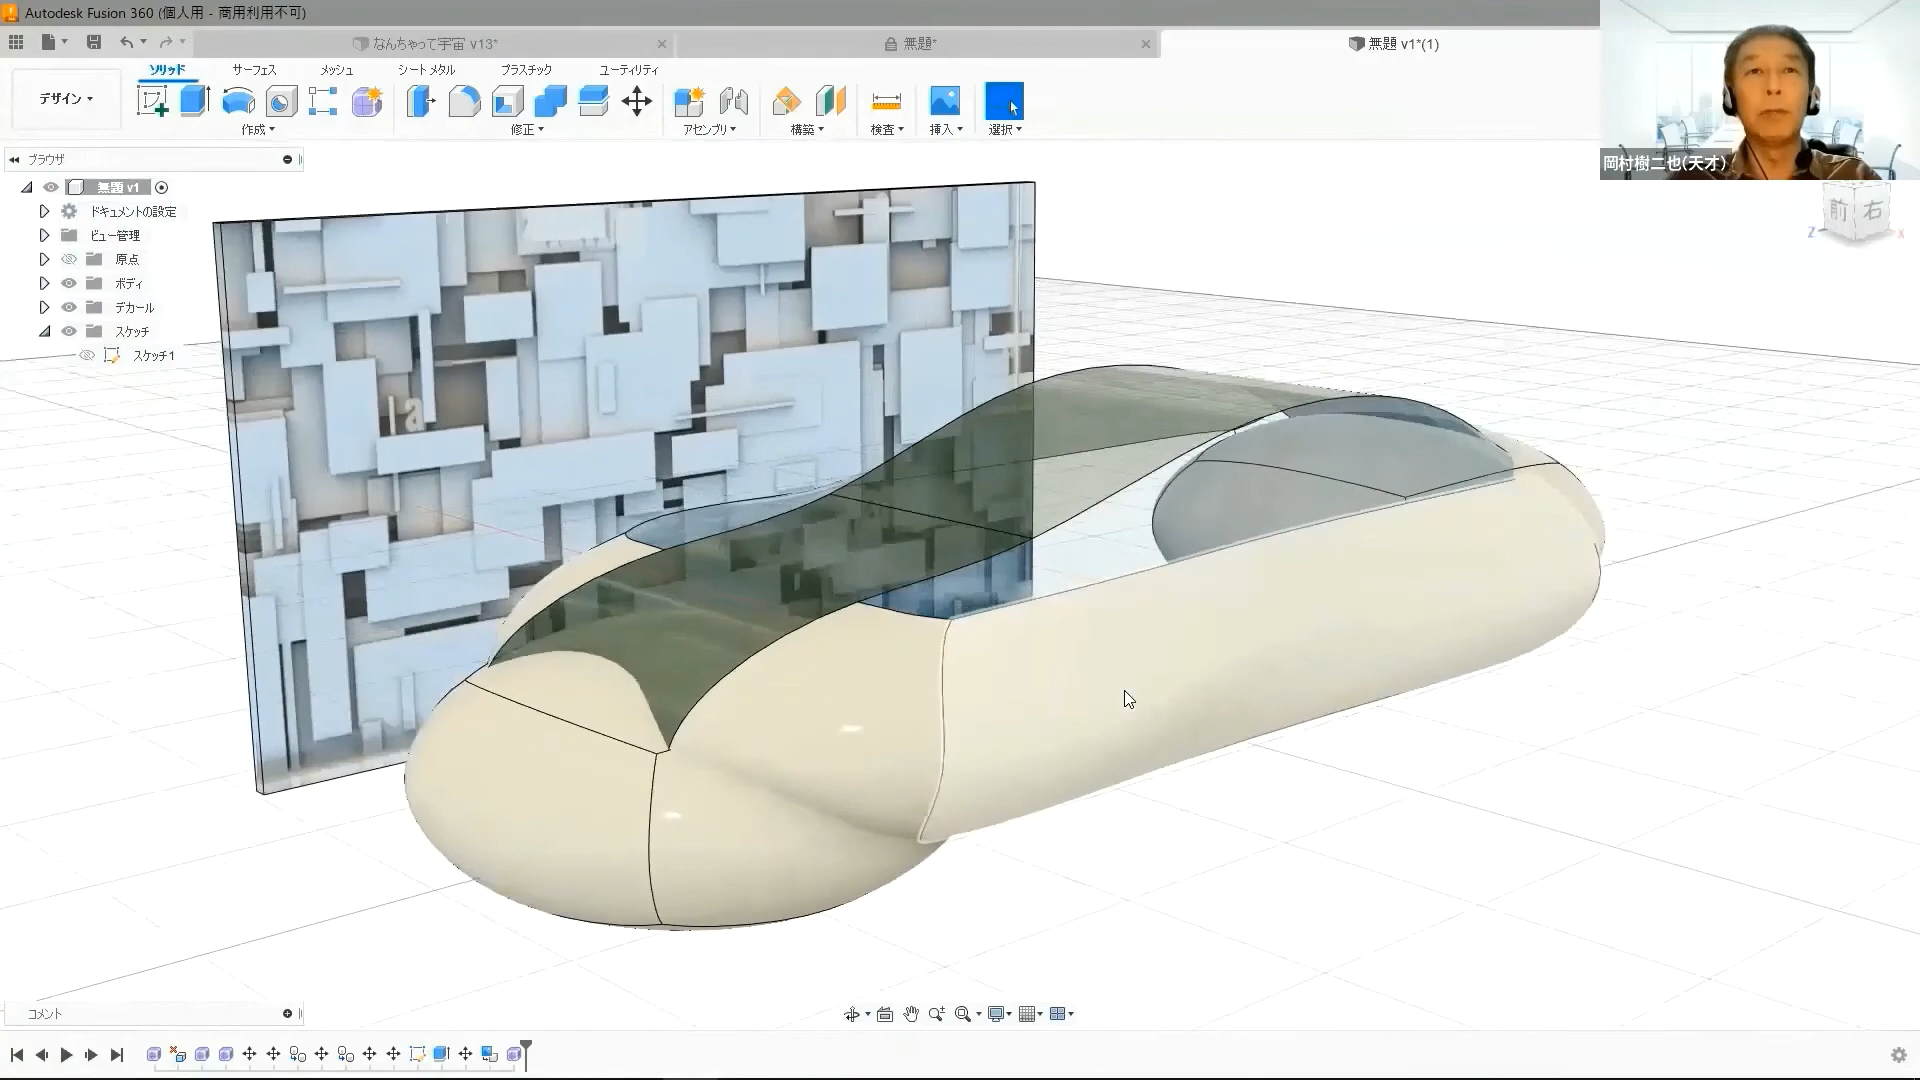 Autodesk Fusion 360 (個人用 - 商用利用不可)
なんちゃって宇宙 v13*
無題*
無題 v1*(1)
ソリッド
サーフェス
メッシュ
シート メタル
プラスチック
ユーティリティ
デザイン
作成
修正
アセンブリ
構築
検査
挿入
選択
岡村樹二也(天才)
ブラウザ
無題 v1
ドキュメントの設定
ビュー管理
原点
ボディ
デカール
スケッチ
スケッチ1
前
右
Z
X
コメント